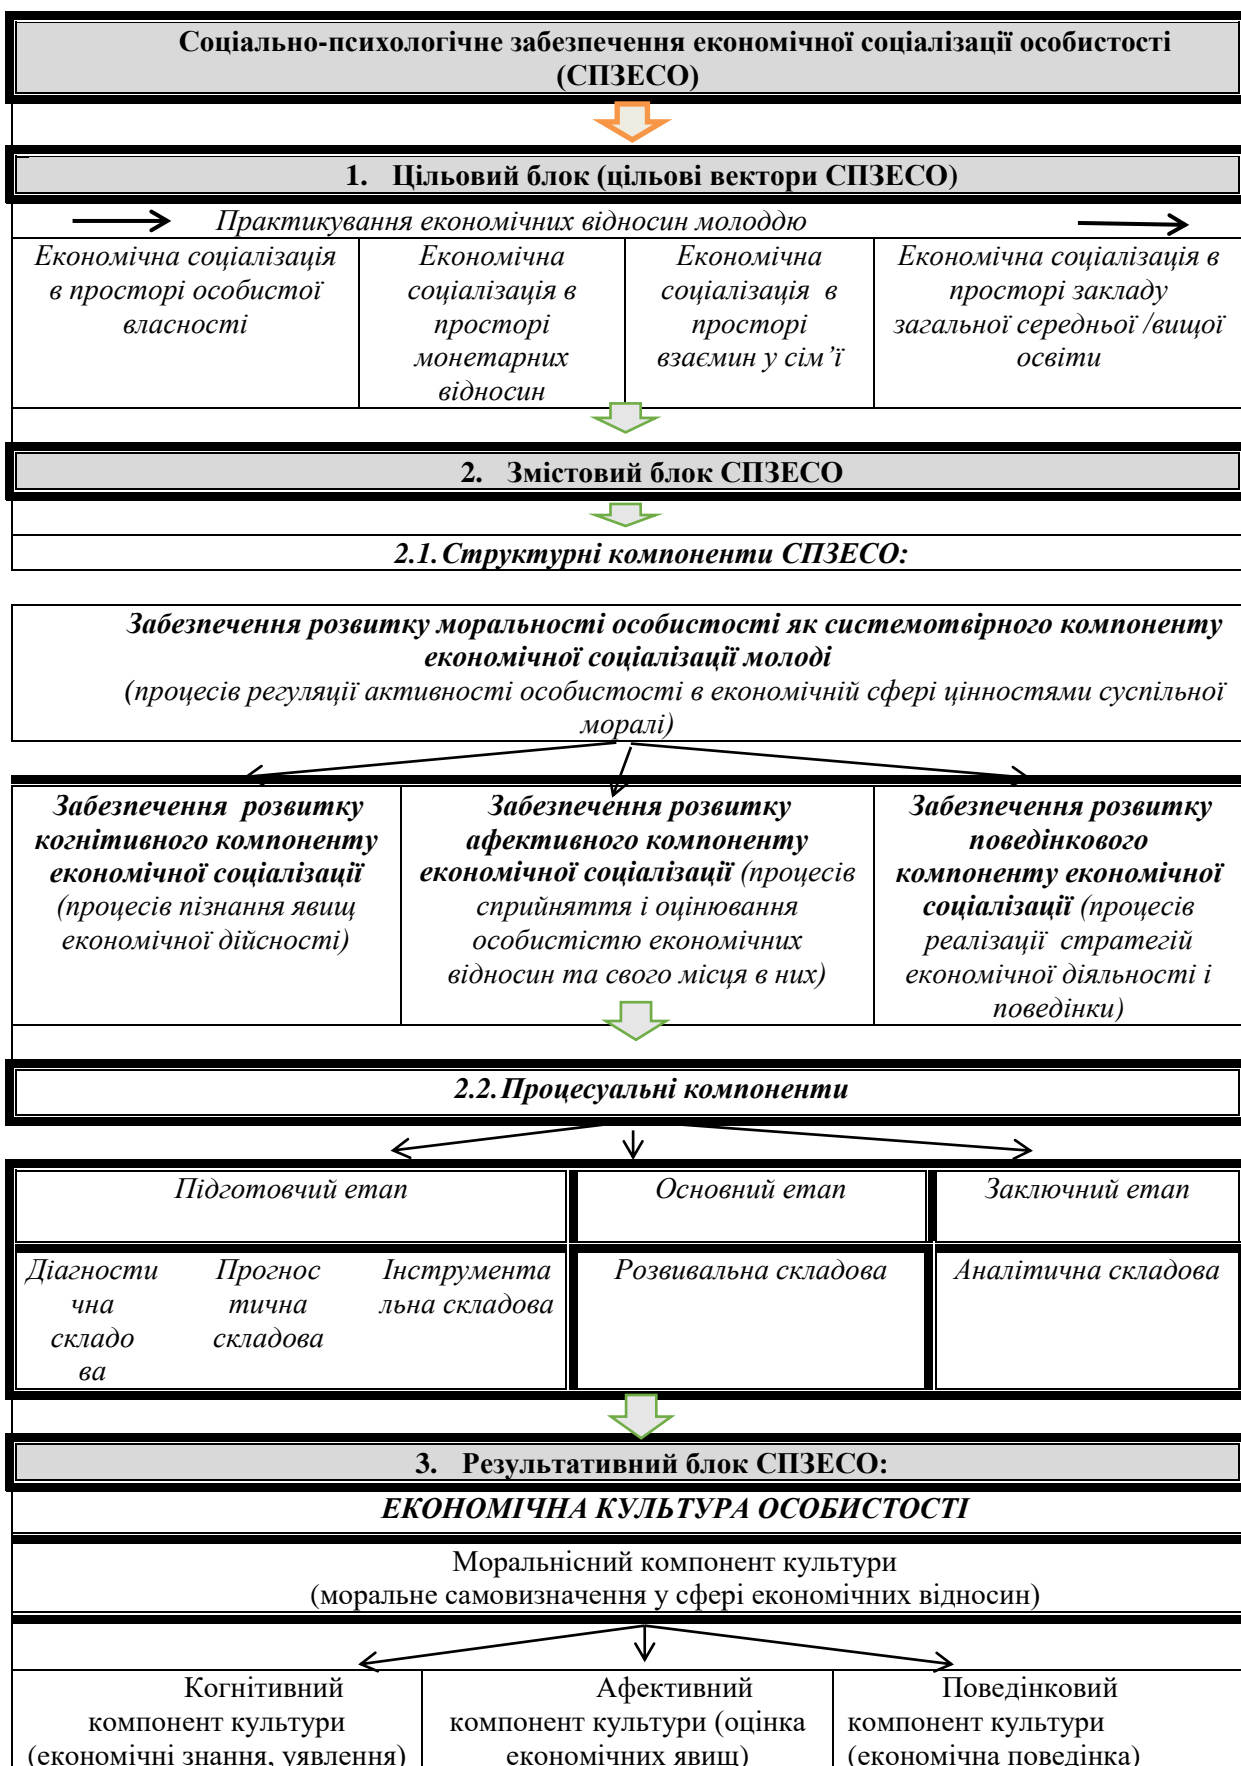 Соціально-психологічне забезпечення економічної соціалізації особистості
(СПЗЕСО)
1. Цільовий блок (цільові вектори СПЗЕСО)
Практикування економічних відносин молоддю
Економічна соціалізація
в просторі особистої
власності
Економічна
соціалізація в
просторі
монетарних
відносин
Економічна
соціалізація в
просторі
взаємин у сім’ї
Економічна соціалізація в
просторі закладу
загальної середньої /вищої
освіти
2. Змістовий блок СПЗЕСО
2.1. Структурні компоненти СПЗЕСО:
Забезпечення розвитку моральності особистості як системотвірного компоненту
економічної соціалізації молоді
(процесів регуляції активності особистості в економічній сфері цінностями суспільної
моралі)
Забезпечення розвитку
когнітивного компоненту
економічної соціалізації
(процесів пізнання явищ
економічної дійсності)
Забезпечення розвитку
афективного компоненту
економічної соціалізації (процесів
сприйняття і оцінювання
особистістю економічних
відносин та свого місця в них)
Забезпечення розвитку
поведінкового
компоненту економічної
соціалізації (процесів
реалізації стратегій
економічної діяльності і
поведінки)
2.2. Процесуальні компоненти
Підготовчий етап
Основний етап
Заключний етап
Діагности
чна
складо
ва
Прогнос
тична
складова
Інструмента
льна складова
Розвивальна складова
Аналітична складова
3. Результативний блок СПЗЕСО:
ЕКОНОМІЧНА КУЛЬТУРА ОСОБИСТОСТІ
Моральнісний компонент культури
(моральне самовизначення у сфері економічних відносин)
Когнітивний
компонент культури
(економічні знання, уявлення)
Афективний
компонент культури (оцінка
економічних явищ)
Поведінковий
компонент культури
(економічна поведінка)